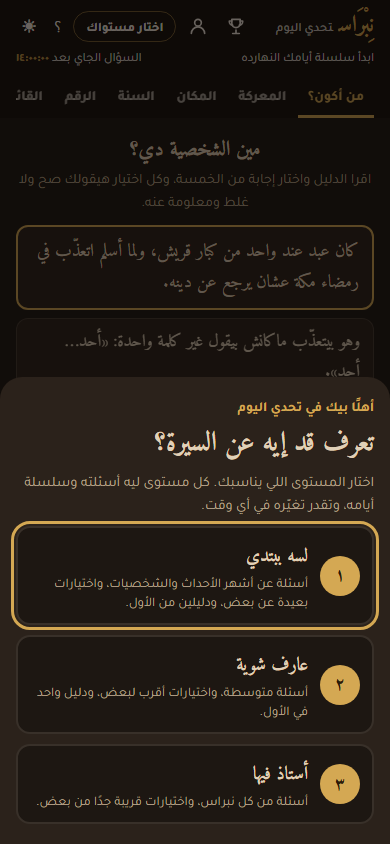 نِبْراس تحدي اليوم
اختار مستواك
؟
ابدأ سلسلة أيامك النهارده
السؤال الجاي بعد ١٤:٠٠:٠٠
من أكون؟ المعركة المكان السنة الرقم القائ
مين الشخصية دي؟
اقرا الدليل واختار إجابة من الخمسة، وكل اختيار هيقولك صح ولا
غلط ومعلومة عنه.
كان عبد عند واحد من كبار قريش، ولما أسلم اتعذّب في
رمضاء مكة عشان يرجع عن دينه.
وهو بيتعذّب ماكانش بيقول غير كلمة واحدة: «أحد...
أحد».
أهلًا بيك في تحدي اليوم
تعرف قد إيه عن السيرة؟
اختار المستوى اللي يناسبك. كل مستوى ليه أسئلته وسلسلة
أيامه، وتقدر تغيّره في أي وقت.
١
لسه ببتدي
أسئلة عن أشهر الأحداث والشخصيات، واختيارات
بعيدة عن بعض، ودليلين من الأول.
٢
عارف شوية
أسئلة متوسطة، واختيارات أقرب لبعض، ودليل واحد
في الأول.
٣
أستاذ فيها
أسئلة من كل نبراس، واختيارات قريبة جدًا من بعض.